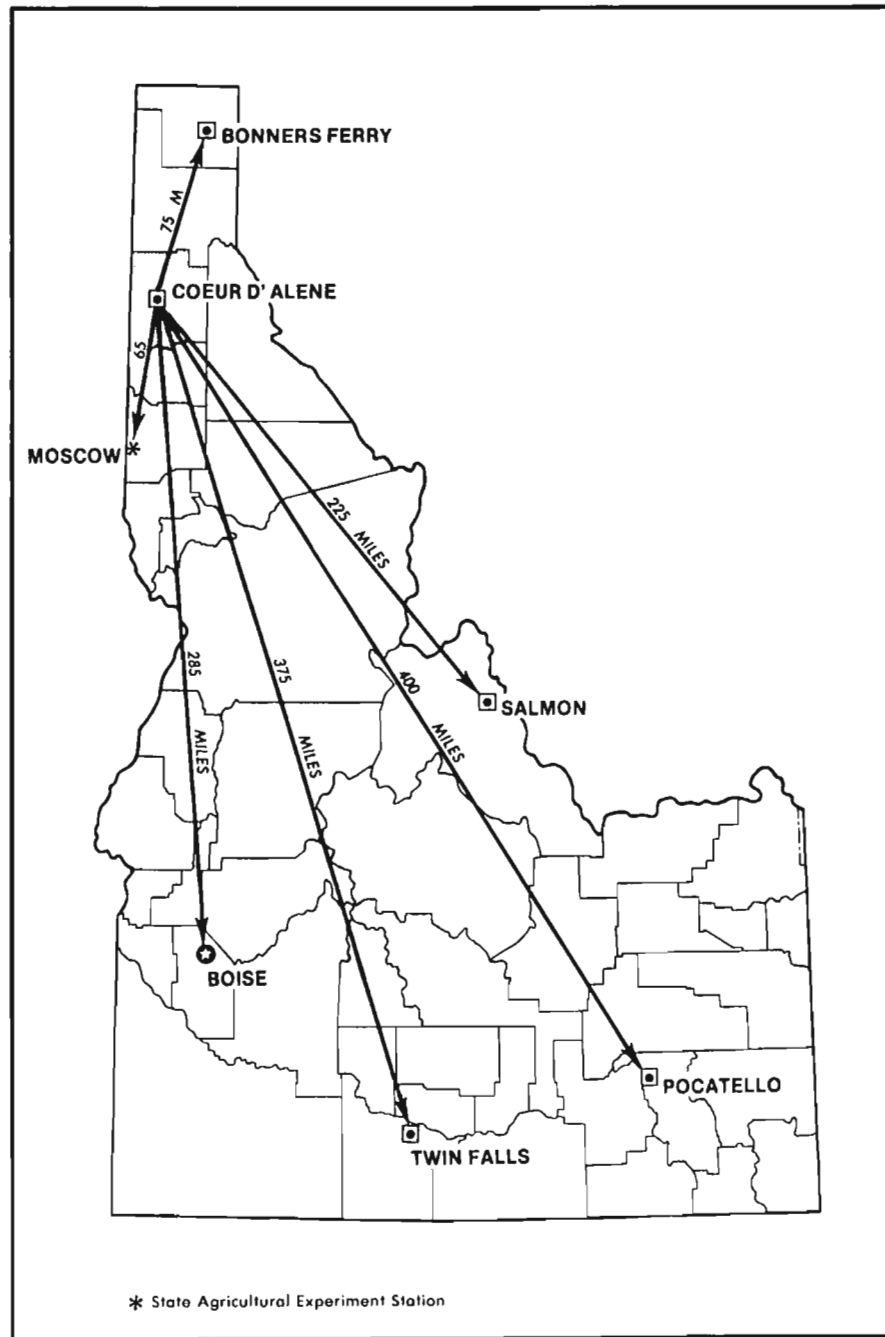 BONNERS FERRY
75 M
COEUR D' ALENE
65
MOSCOW
225 MILES
285 MILES
375 MILES
400 MILES
SALMON
BOISE
POCATELLO
TWIN FALLS
* State Agricultural Experiment Station